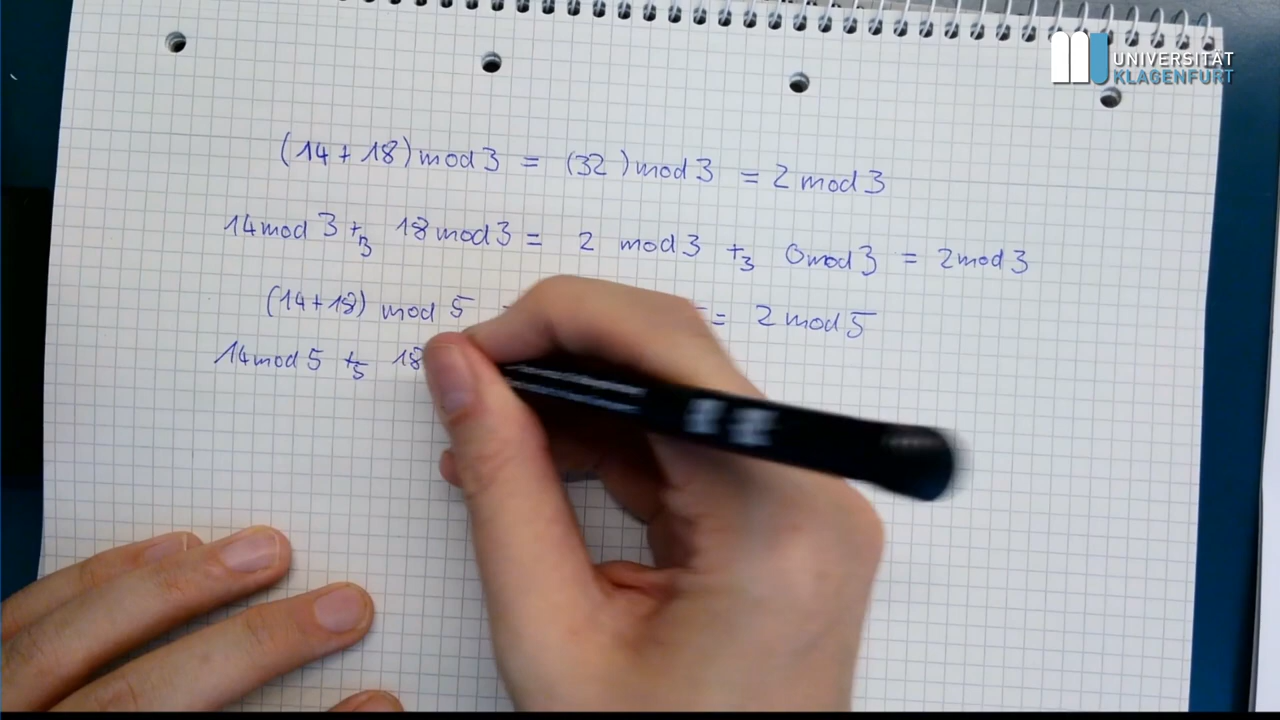 UNIVERSITÄT
KLAGENFURT
(14+18) mod 3 = (32) mod 3 = 2 mod 3
14 mod 3 +₃ 18 mod 3 = 2 mod 3 +₃ 0 mod 3 = 2 mod 3
(14+18) mod 5 = 2 mod 5
14 mod 5 +₅ 18